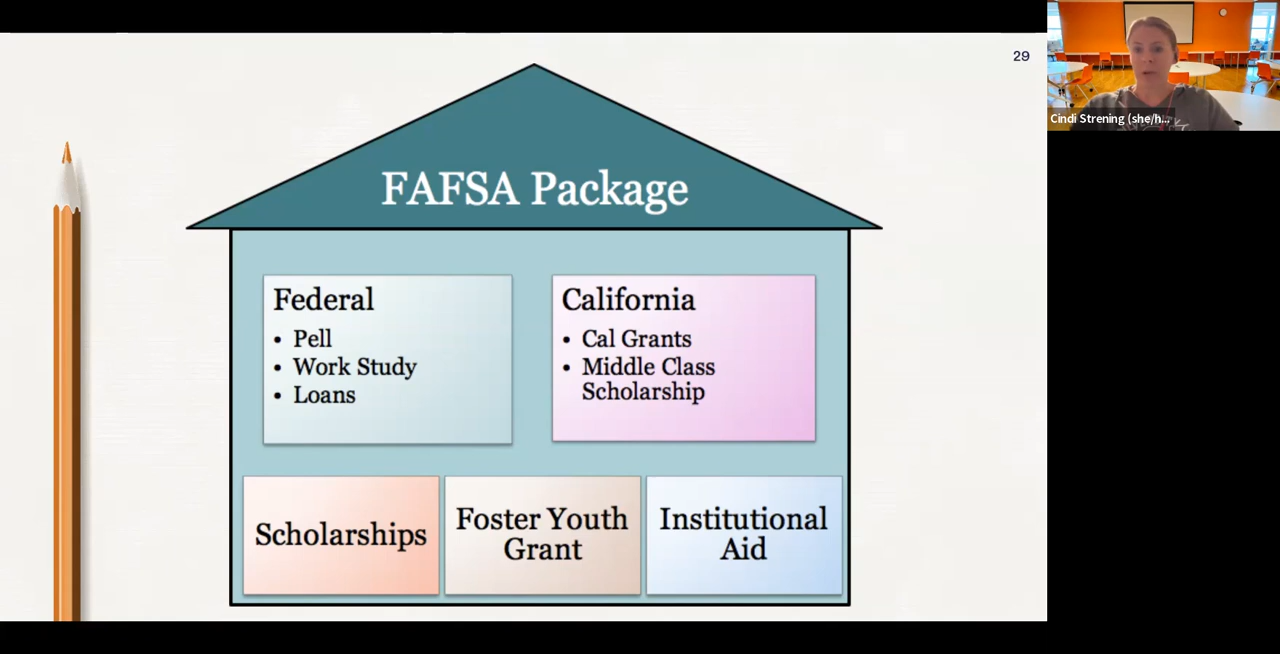 29
Cindi Strening (she/h...
FAFSA Package
Federal
• Pell
• Work Study
• Loans
California
• Cal Grants
• Middle Class
Scholarship
Scholarships
Foster Youth
Grant
Institutional
Aid